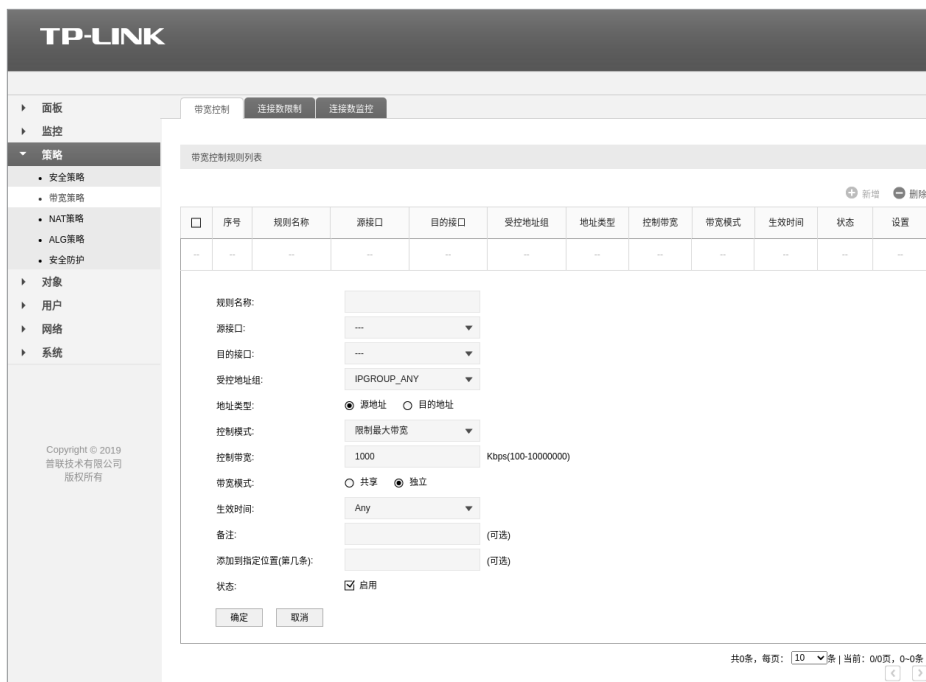 TP-LINK
面板
监控
策略
安全策略
带宽策略
NAT策略
ALG策略
安全防护
对象
用户
网络
系统
Copyright © 2019
普联技术有限公司
版权所有
带宽控制 连接数限制 连接数监控
带宽控制规则列表
新增 删除
序号 规则名称 源接口 目的接口 受控地址组 地址类型 控制带宽 带宽模式 生效时间 状态 设置
-- -- -- -- -- -- -- -- -- -- -- --
规则名称:
源接口: ---
目的接口: ---
受控地址组: IPGROUP_ANY
地址类型: 源地址 目的地址
控制模式: 限制最大带宽
控制带宽: 1000 Kbps(100-10000000)
带宽模式: 共享 独立
生效时间: Any
备注: (可选)
添加到指定位置(第几条): (可选)
状态: 启用
确定 取消
共0条，每页： 10 条 | 当前：0/0页，0~0条